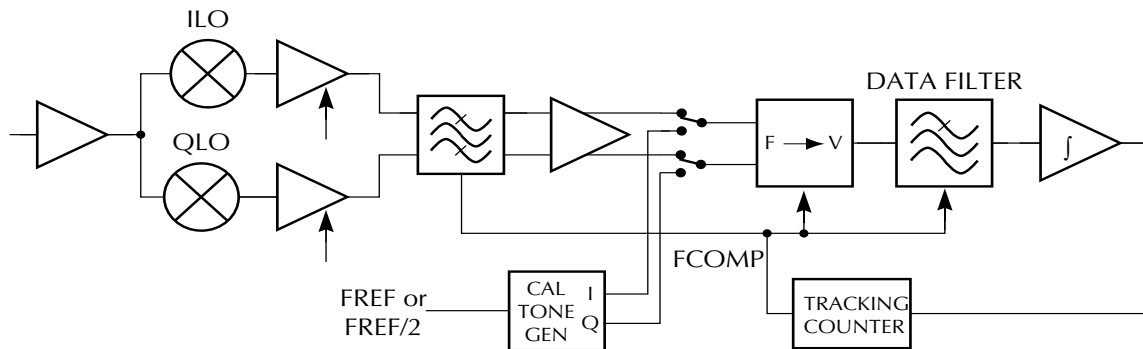 ILO
QLO
DATA FILTER
F V
∫
FCOMP
FREF or
FREF/2
CAL
TONE
GEN
I
Q
TRACKING
COUNTER